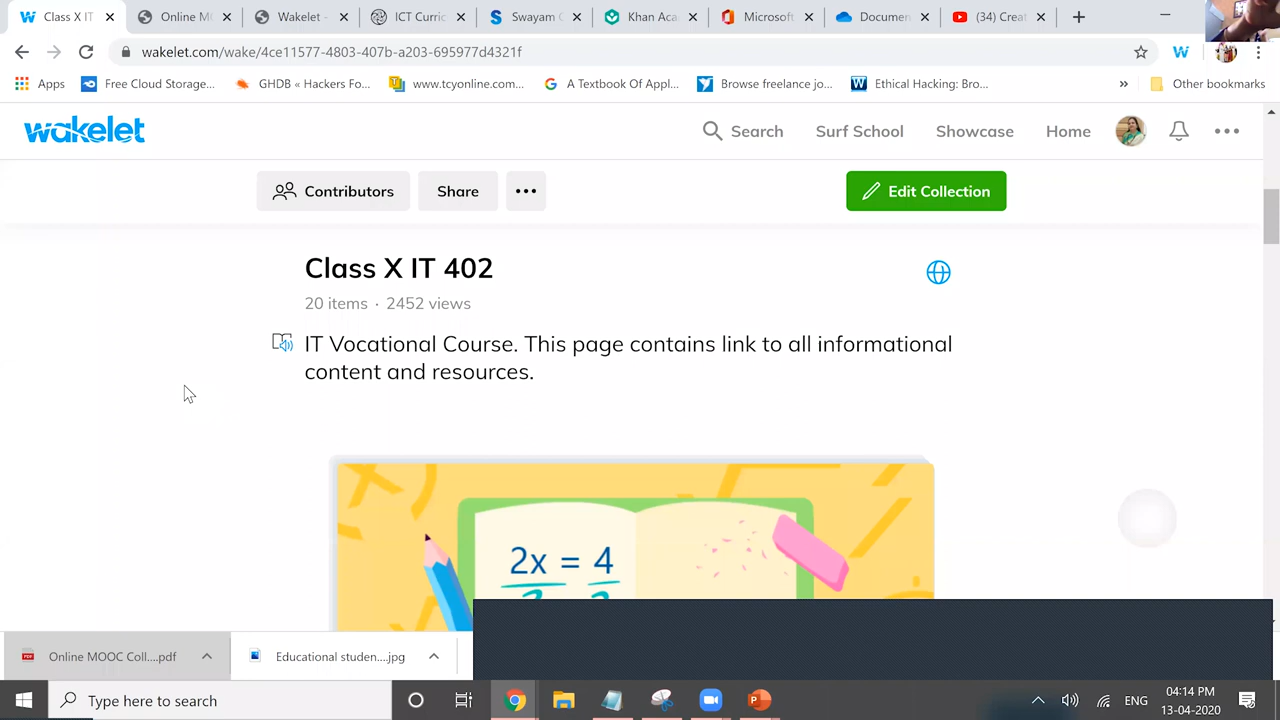 Class X IT
Online M
Wakelet -
ICT Curric
Swayam C
Khan Aca
Microsoft
Documen
(34) Creat
wakelet.com/wake/4ce11577-4803-407b-a203-695977d4321f
Apps
Free Cloud Storage...
GHDB « Hackers Fo...
www.tcyonline.com...
A Textbook Of Appl...
Browse freelance jo...
Ethical Hacking: Bro...
» Other bookmarks
wakelet
Search
Surf School
Showcase
Home
Contributors
Share
Edit Collection
Class X IT 402
20 items · 2452 views
IT Vocational Course. This page contains link to all informational
content and resources.
2x = 4
Online MOOC Coll....pdf
Educational studen....jpg
Type here to search
ENG
04:14 PM
13-04-2020